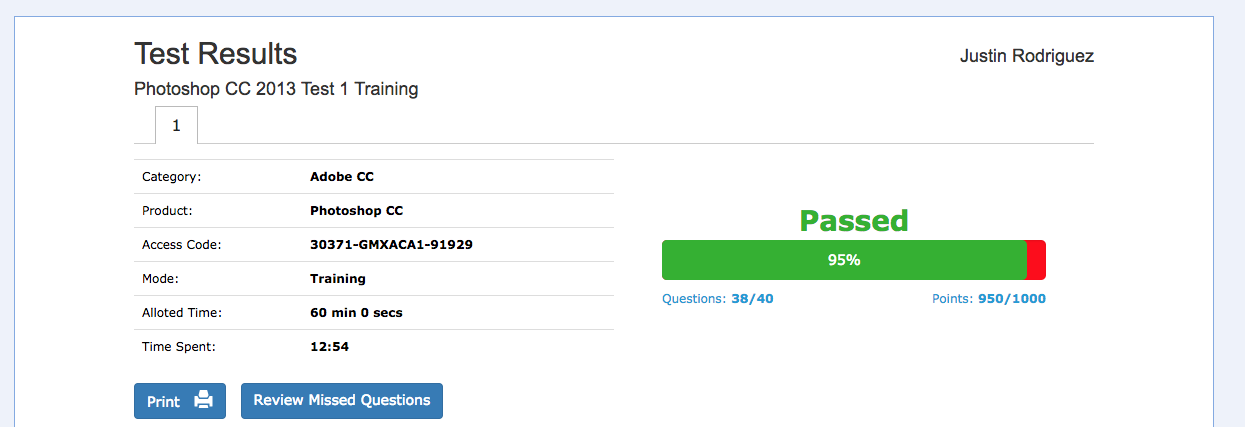 Test Results
Justin Rodriguez
Photoshop CC 2013 Test 1 Training
1
Category: Adobe CC
Product: Photoshop CC
Access Code: 30371-GMXACA1-91929
Mode: Training
Alloted Time: 60 min 0 secs
Time Spent: 12:54
Passed
95%
Questions: 38/40 Points: 950/1000
Print Review Missed Questions